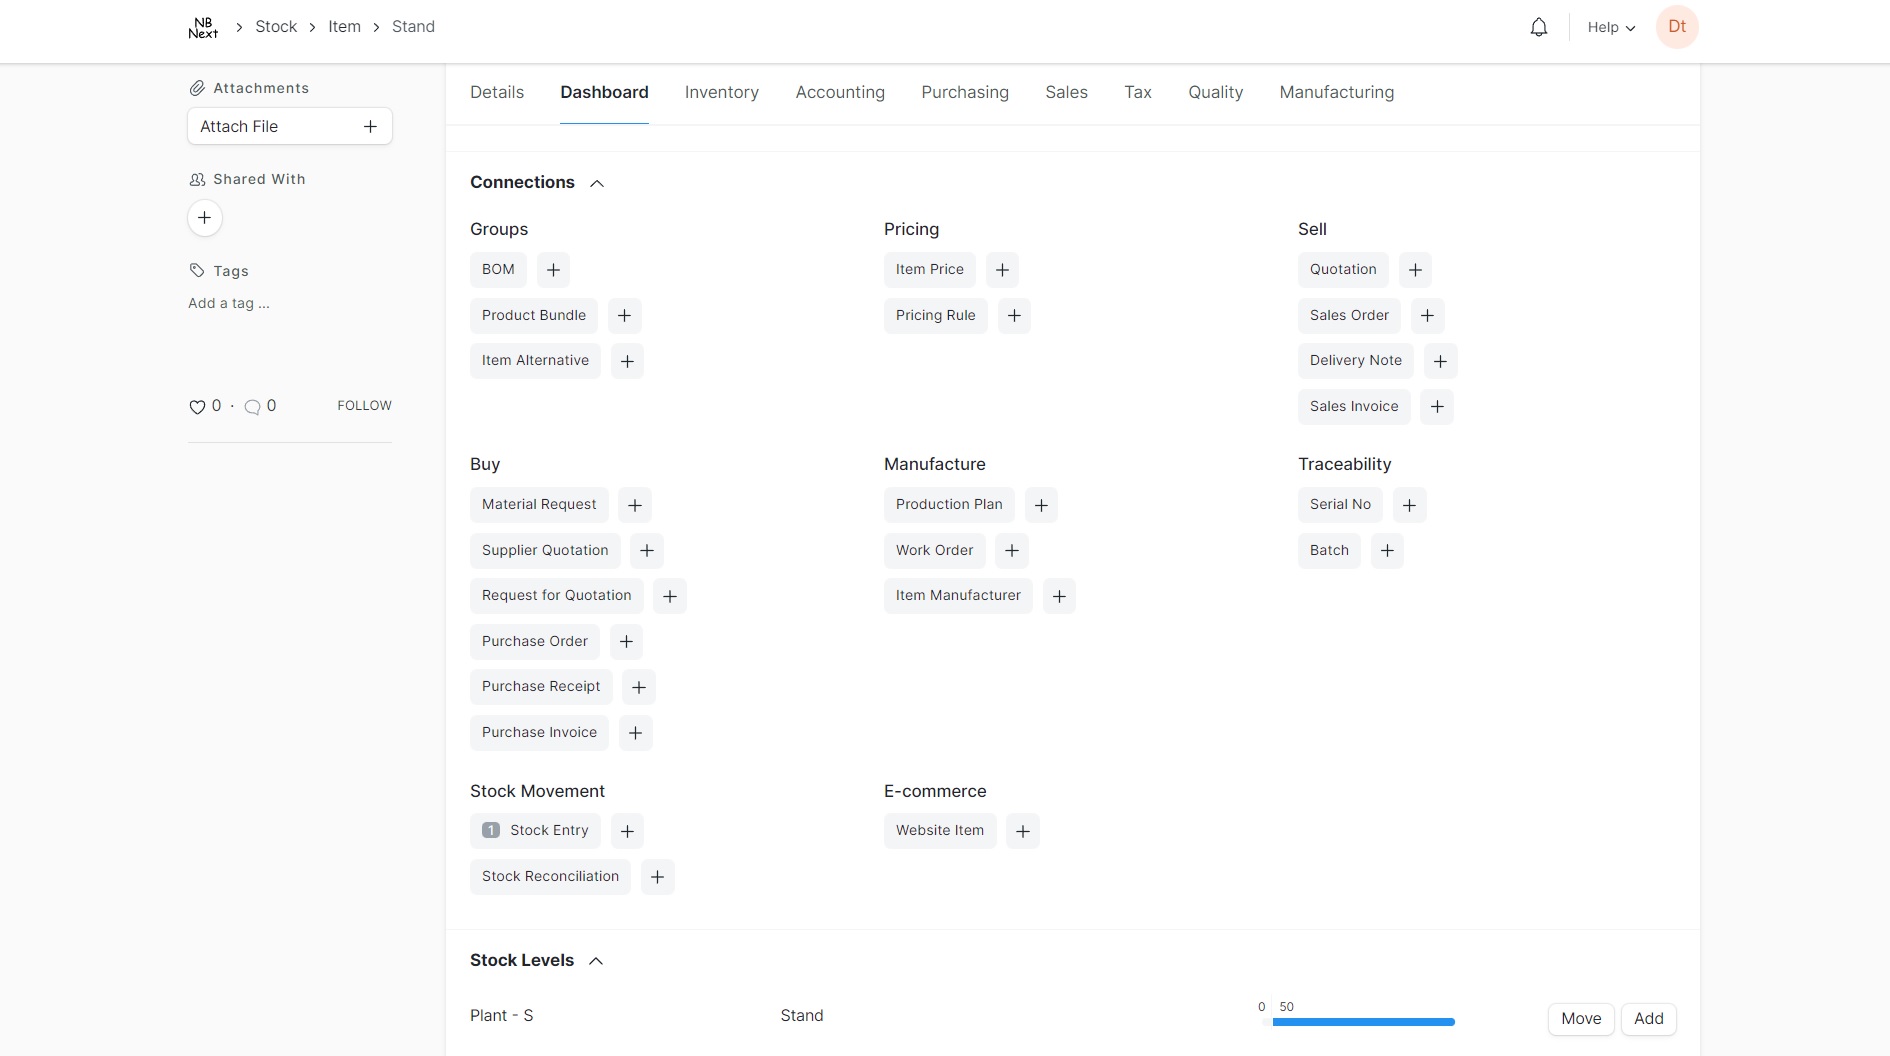 NB Next > Stock > Item > Stand
Help
Dt
Attachments
Attach File
Shared With
Tags
Add a tag ...
0 · 0 FOLLOW
Details Dashboard Inventory Accounting Purchasing Sales Tax Quality Manufacturing
Connections
Groups
BOM
Product Bundle
Item Alternative
Pricing
Item Price
Pricing Rule
Sell
Quotation
Sales Order
Delivery Note
Sales Invoice
Buy
Material Request
Supplier Quotation
Request for Quotation
Purchase Order
Purchase Receipt
Purchase Invoice
Manufacture
Production Plan
Work Order
Item Manufacturer
Traceability
Serial No
Batch
Stock Movement
1 Stock Entry
Stock Reconciliation
E-commerce
Website Item
Stock Levels
Plant - S Stand 0 50 Move Add